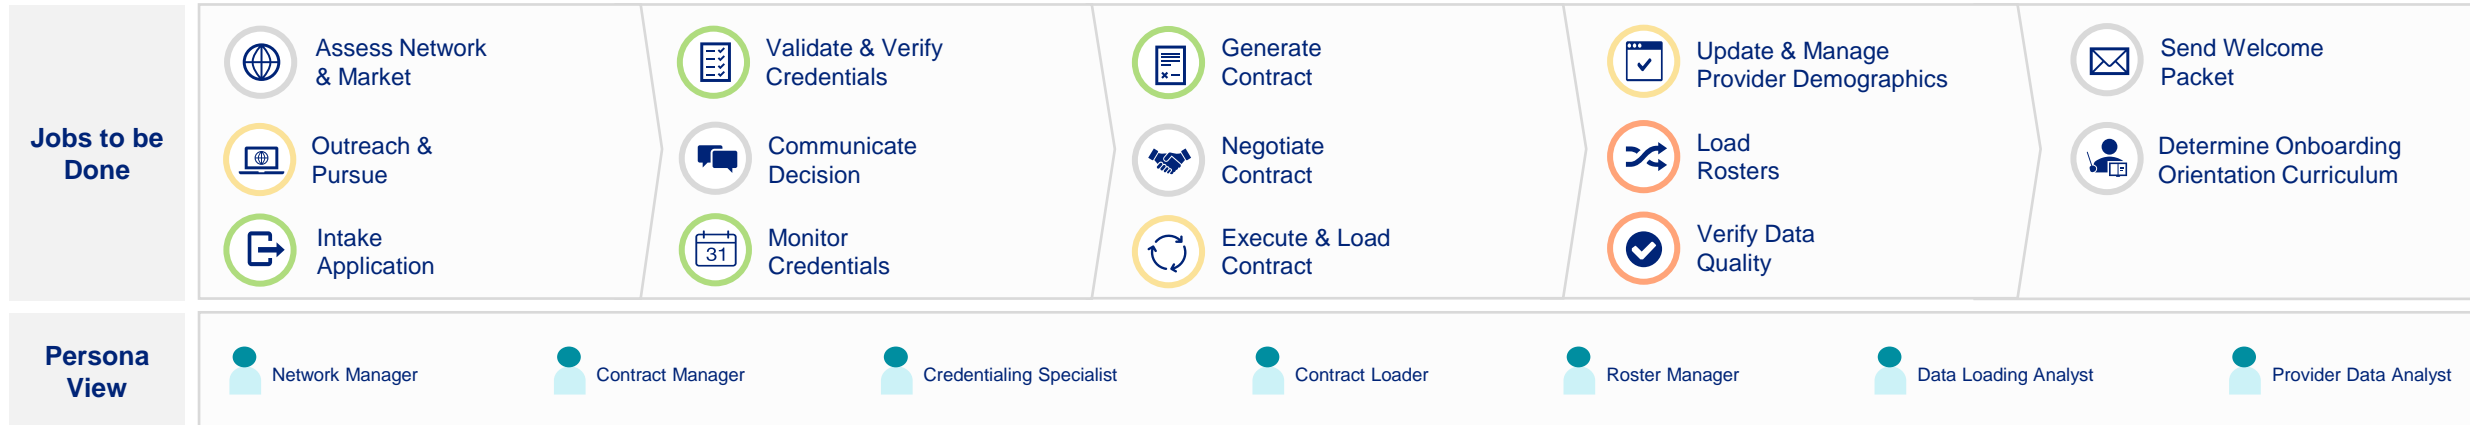 Jobs to be
Done
Assess Network
& Market
Outreach &
Pursue
Intake
Application
Validate & Verify
Credentials
Communicate
Decision
31
Monitor
Credentials
Generate
Contract
Negotiate
Contract
Execute & Load
Contract
Update & Manage
Provider Demographics
Load
Rosters
Verify Data
Quality
Send Welcome
Packet
Determine Onboarding
Orientation Curriculum
Persona
View
Network Manager
Contract Manager
Credentialing Specialist
Contract Loader
Roster Manager
Data Loading Analyst
Provider Data Analyst